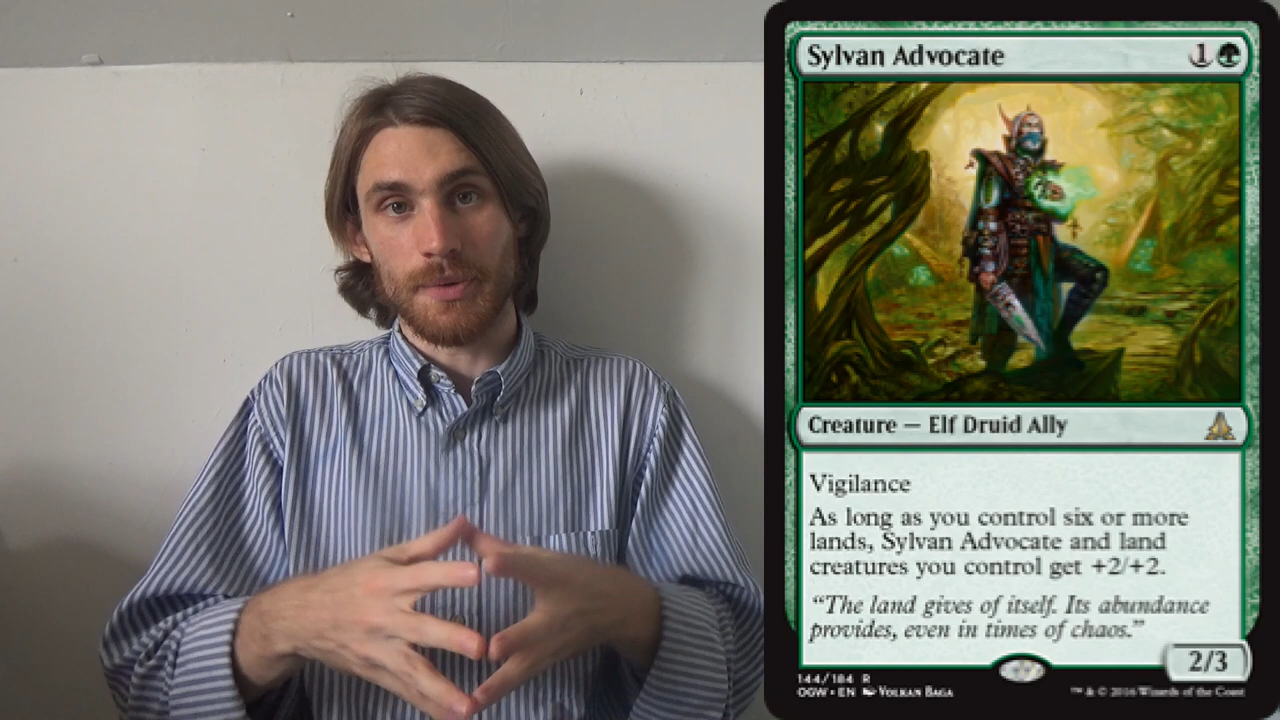 Sylvan Advocate 1
Creature — Elf Druid Ally
Vigilance
As long as you control six or more
lands, Sylvan Advocate and land
creatures you control get +2/+2.
“The land gives of itself. Its abundance
provides, even in times of chaos.”
2/3
144/184 R
OGW • EN Volkan Baga
™ & © 2016 Wizards of the Coast